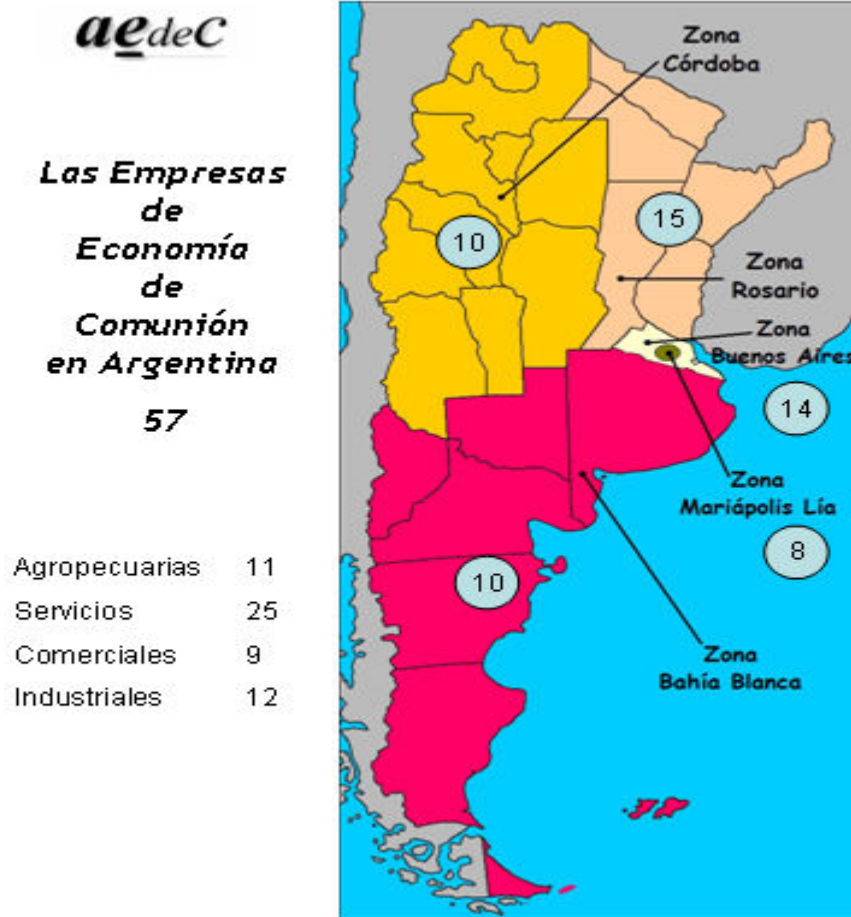 aedeC
Las Empresas
de
Economía
de
Comunión
en Argentina
57
Agropecuarias 11
Servicios 25
Comerciales 9
Industriales 12
Zona
Córdoba
10
15
Zona
Rosario
Zona
Buenos Aires
14
Zona
Mariápolis Lía
8
10
Zona
Bahía Blanca